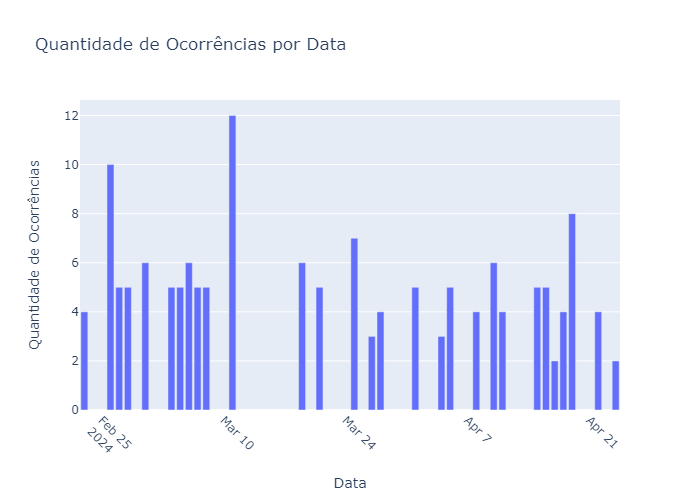 Quantidade de Ocorrências por Data
Quantidade de Ocorrências
12
10
8
6
4
2
0
Feb 25
2024
Mar 10
Mar 24
Apr 7
Apr 21
Data